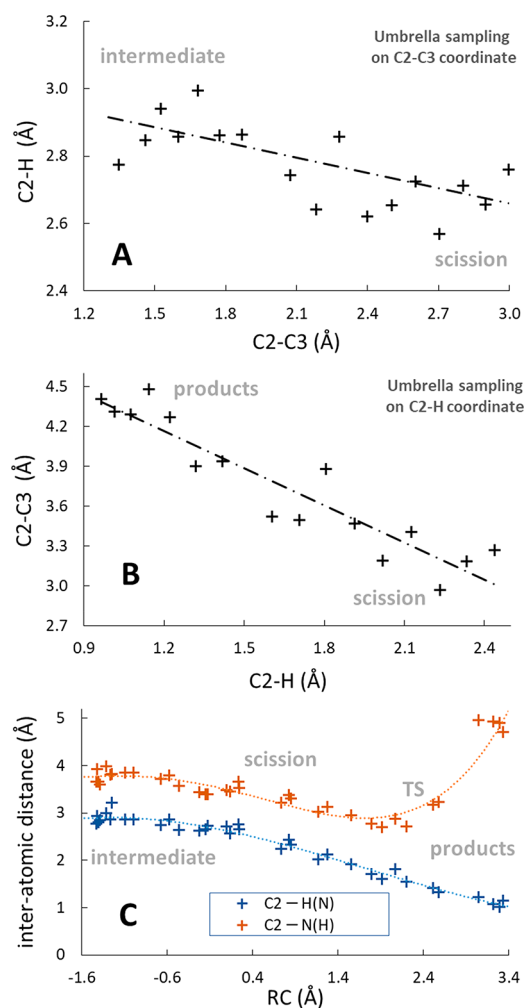 3.2
Umbrella sampling
on C2-C3 coordinate
intermediate
3.0
C2-H (Å)
2.8
2.6
A
scission
2.4
1.2 1.5 1.8 2.1 2.4 2.7 3.0
C2-C3 (Å)
4.5
products
Umbrella sampling
on C2-H coordinate
4.2
3.9
C2-C3 (Å)
3.6
3.3
B
scission
3.0
2.7
0.9 1.2 1.5 1.8 2.1 2.4
C2-H (Å)
5
4
scission
TS
inter-atomic distance (Å)
3
2
intermediate
products
1
C
C2－H(N)
C2－N(H)
0
-1.6 -0.6 0.4 1.4 2.4 3.4
RC (Å)